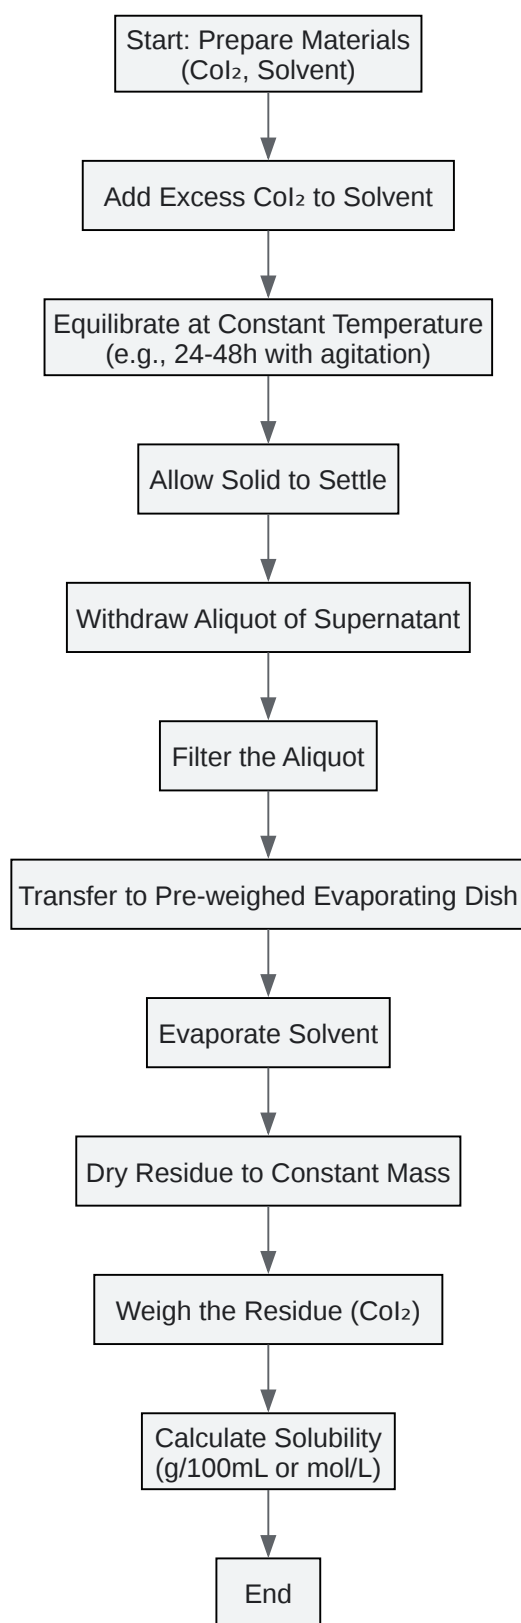 Start: Prepare Materials
(CoI₂, Solvent)
Add Excess CoI₂ to Solvent
Equilibrate at Constant Temperature
(e.g., 24-48h with agitation)
Allow Solid to Settle
Withdraw Aliquot of Supernatant
Filter the Aliquot
Transfer to Pre-weighed Evaporating Dish
Evaporate Solvent
Dry Residue to Constant Mass
Weigh the Residue (CoI₂)
Calculate Solubility
(g/100mL or mol/L)
End